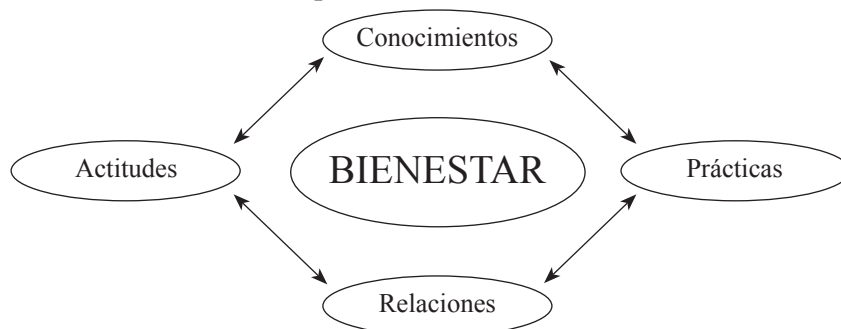 Conocimientos
Actitudes
BIENESTAR
Prácticas
Relaciones